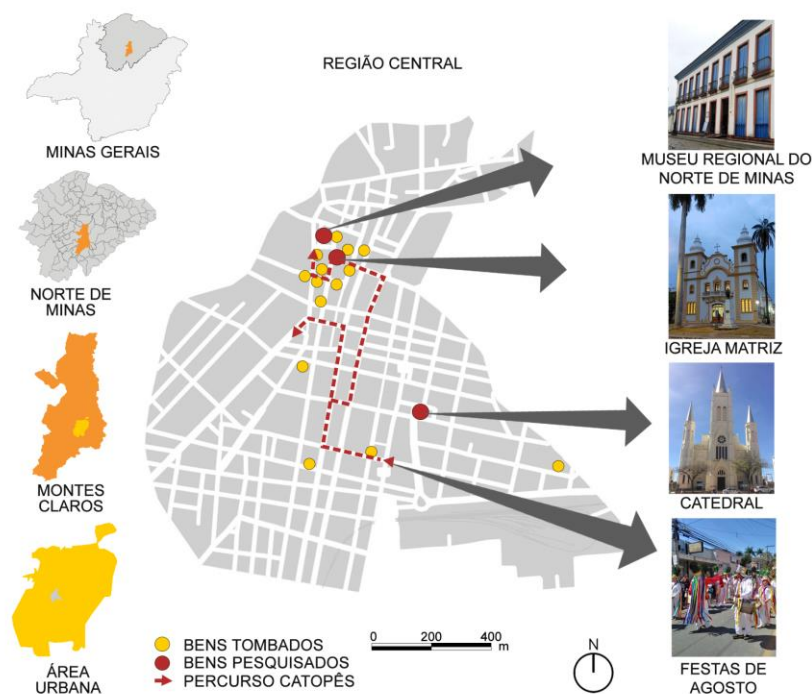 REGIÃO CENTRAL
MINAS GERAIS
NORTE DE
MINAS
MONTES
CLAROS
ÁREA
URBANA
BENS TOMBADOS
BENS PESQUISADOS
PERCURSO CATOPÊS
0 200 400
m
N
MUSEU REGIONAL DO
NORTE DE MINAS
IGREJA MATRIZ
CATEDRAL
FESTAS DE
AGOSTO